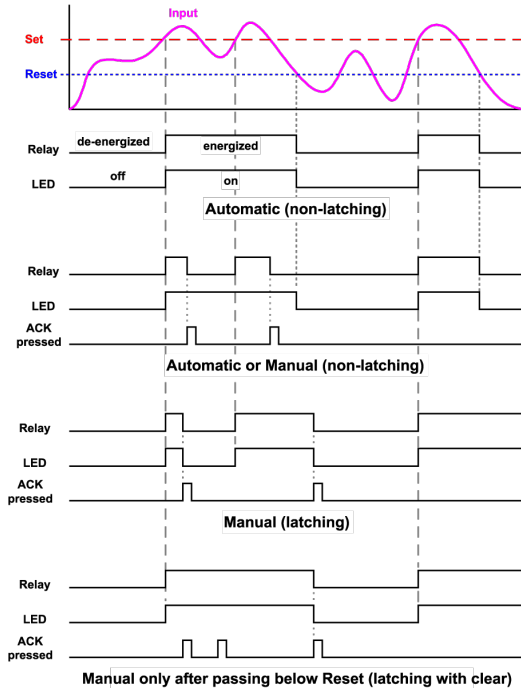 Input
Set
Reset
de-energized
energized
Relay
off
on
LED
Automatic (non-latching)
Relay
LED
ACK
pressed
Automatic or Manual (non-latching)
Relay
LED
ACK
pressed
Manual (latching)
Relay
LED
ACK
pressed
Manual only after passing below Reset (latching with clear)